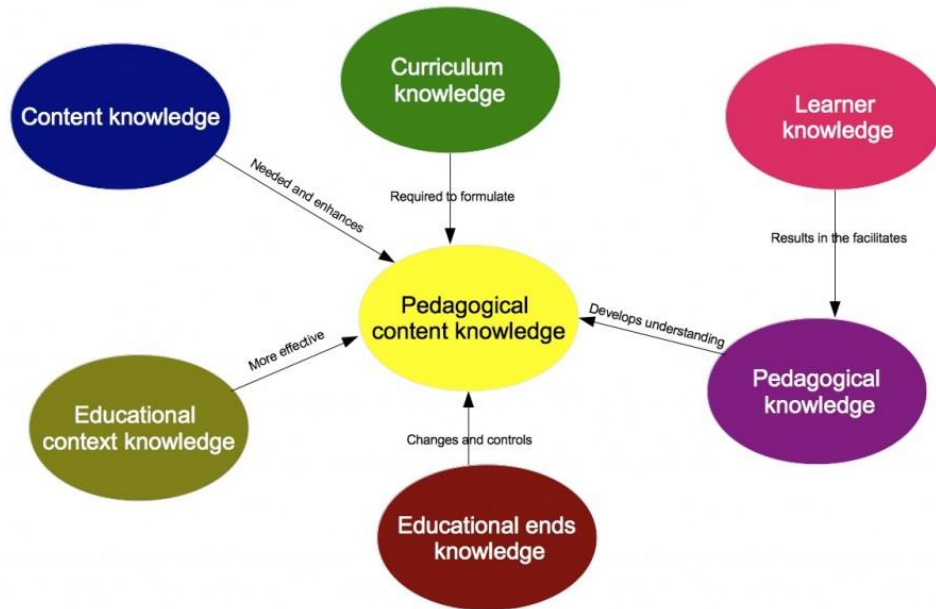 Curriculum
knowledge
Content knowledge
Learner
knowledge
Needed and enhances
Required to formulate
Results in the facilitates
Pedagogical
content knowledge
Develops understanding
More effective
Pedagogical
knowledge
Educational
context knowledge
Changes and controls
Educational ends
knowledge